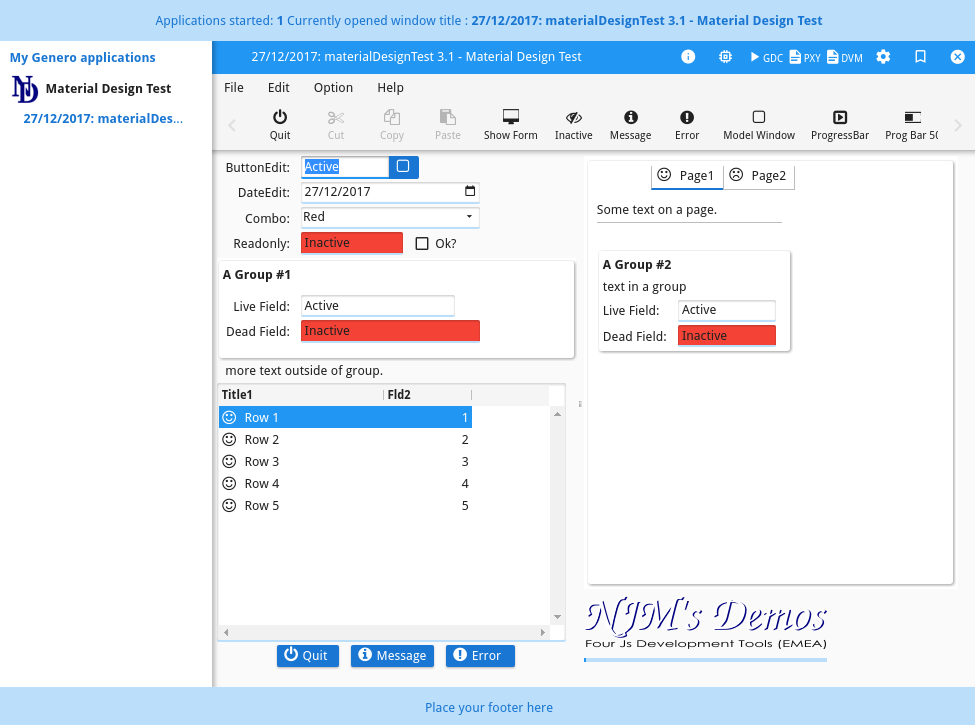 Applications started: 1 Currently opened window title : 27/12/2017: materialDesignTest 3.1 - Material Design Test
My Genero applications
Material Design Test
27/12/2017: materialDes...
27/12/2017: materialDesignTest 3.1 - Material Design Test
GDC PXY DVM
File Edit Option Help
Quit Cut Copy Paste Show Form Inactive Message Error Model Window ProgressBar Prog Bar 50
ButtonEdit: Active
DateEdit: 27/12/2017
Combo: Red
Readonly: Inactive Ok?
A Group #1
Live Field: Active
Dead Field: Inactive
more text outside of group.
Title1 Fld2
Row 1 1
Row 2 2
Row 3 3
Row 4 4
Row 5 5
Quit Message Error
Page1 Page2
Some text on a page.
A Group #2
text in a group
Live Field: Active
Dead Field: Inactive
NJM's Demos
Four Js Development Tools (EMEA)
Place your footer here